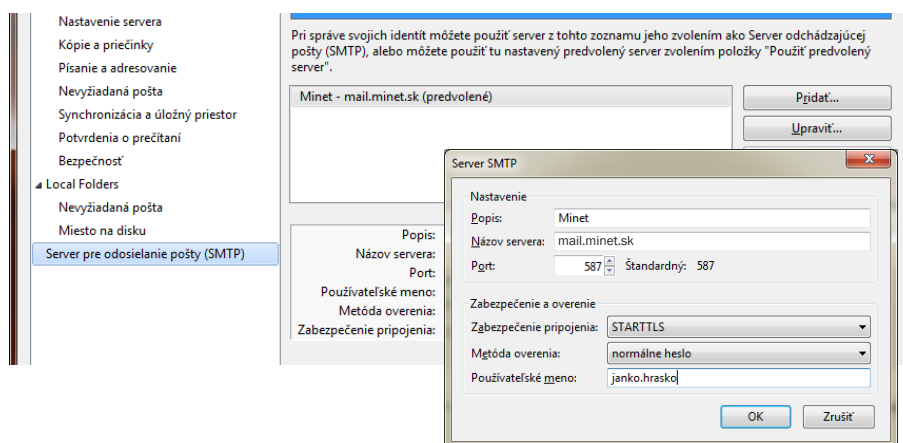 Nastavenie servera
Kópie a priečinky
Písanie a adresovanie
Nevyžiadaná pošta
Synchronizácia a úložný priestor
Potvrdenia o prečítaní
Bezpečnosť
Local Folders
Nevyžiadaná pošta
Miesto na disku
Server pre odosielanie pošty (SMTP)
Pri správe svojich identít môžete použiť server z tohto zoznamu jeho zvolením ako Server odchádzajúcej
pošty (SMTP), alebo môžete použiť tu nastavený predvolený server zvolením položky "Použiť predvolený
server".
Minet - mail.minet.sk (predvolené)
Pridať...
Upraviť...
Popis:
Názov servera:
Port:
Používateľské meno:
Metóda overenia:
Zabezpečenie pripojenia:
Server SMTP
Nastavenie
Popis: Minet
Názov servera: mail.minet.sk
Port: 587 Štandardný: 587
Zabezpečenie a overenie
Zabezpečenie pripojenia: STARTTLS
Metóda overenia: normálne heslo
Používateľské meno: janko.hrasko
OK Zrušiť